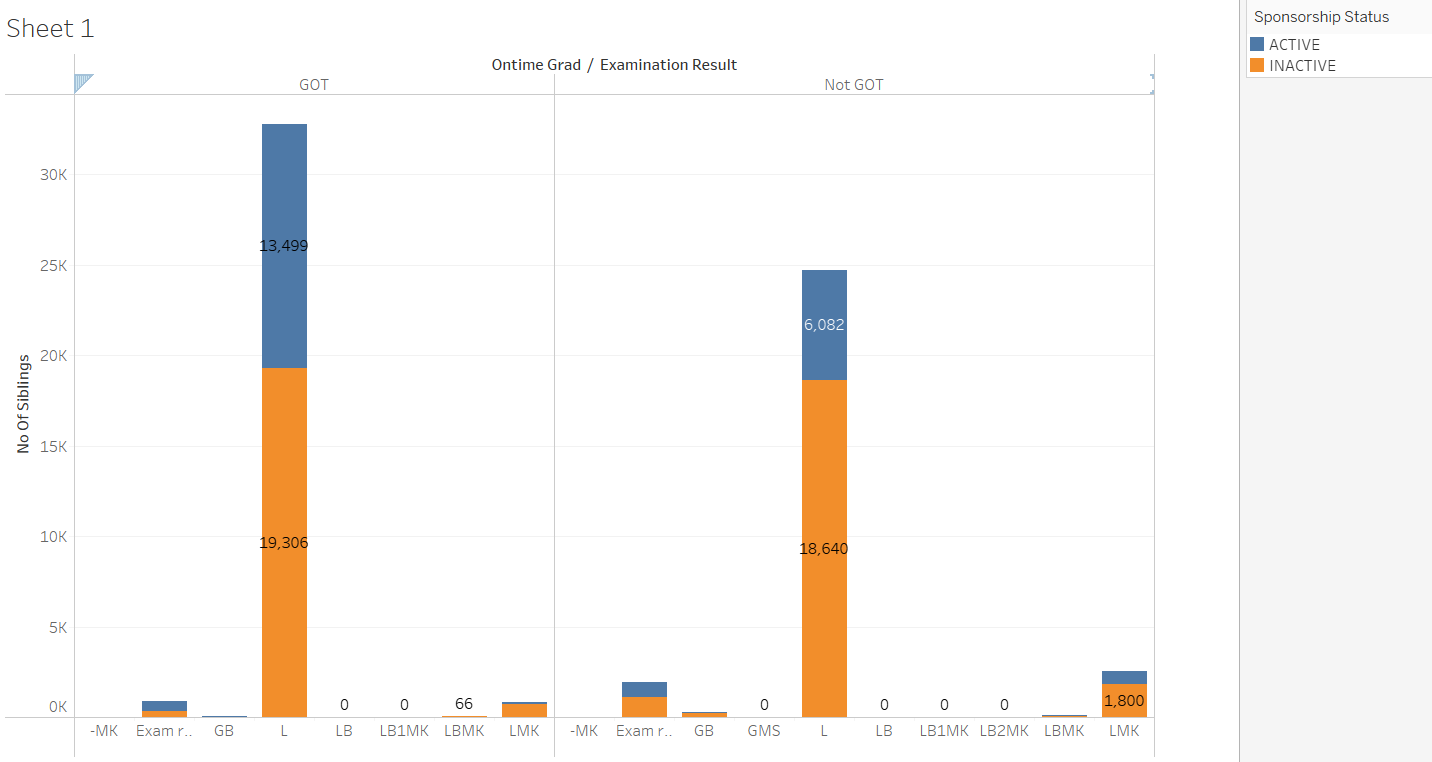 Sheet 1
Sponsorship Status
ACTIVE
INACTIVE
Ontime Grad / Examination Result
GOT
Not GOT
No Of Siblings
30K
25K
20K
15K
10K
5K
0K
13,499
19,306
0
0
66
6,082
18,640
0
0
0
0
1,800
-MK
Exam r..
GB
L
LB
LB1MK
LBMK
LMK
-MK
Exam r..
GB
GMS
L
LB
LB1MK
LB2MK
LBMK
LMK